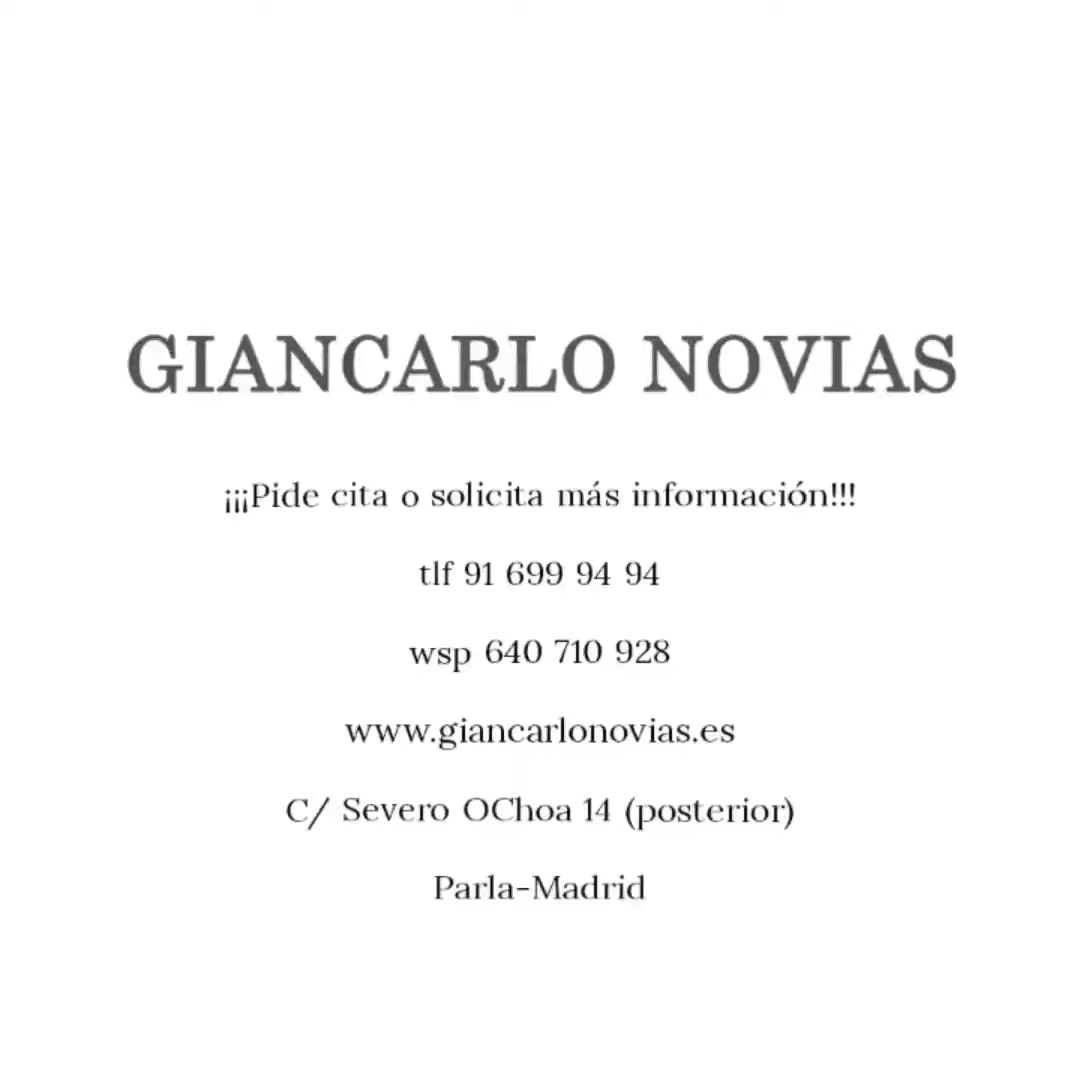 GIANCARLO NOVIAS
¡¡¡Pide cita o solicita más información!!!
tlf 91 699 94 94
wsp 640 710 928
www.giancarlonovias.es
C/ Severo OChoa 14 (posterior)
Parla-Madrid